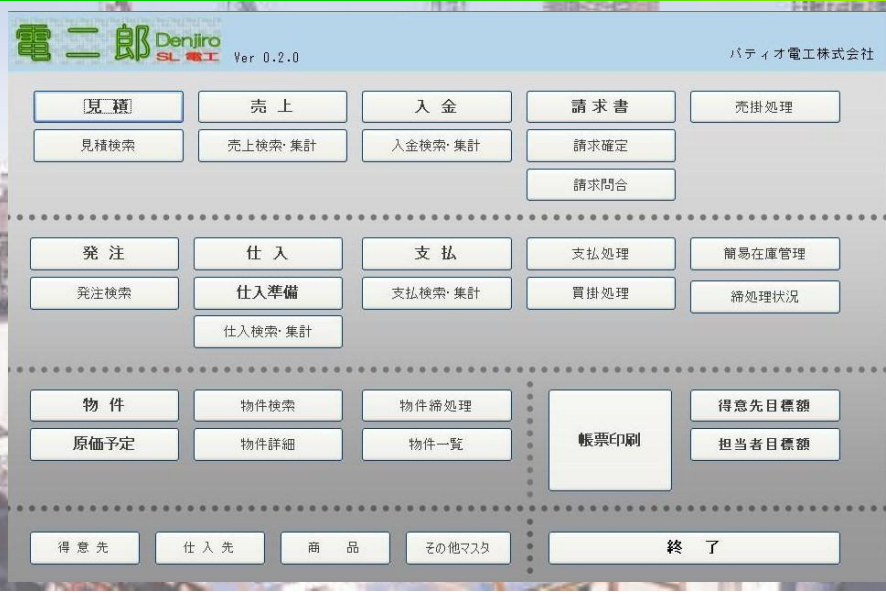 電二郎 Denjiro
SL 電工 Ver 0.2.0
パティオ電工株式会社
見積 売上 入金 請求書 売掛処理
見積検索 売上検索・集計 入金検索・集計 請求確定
請求問合
発注 仕入 支払 支払処理 簡易在庫管理
発注検索 仕入準備 支払検索・集計 買掛処理 締処理状況
仕入検索・集計
物件 物件検索 物件締処理 帳票印刷 得意先目標額
原価予定 物件詳細 物件一覧 担当者目標額
得意先 仕入先 商品 その他マスタ 終了